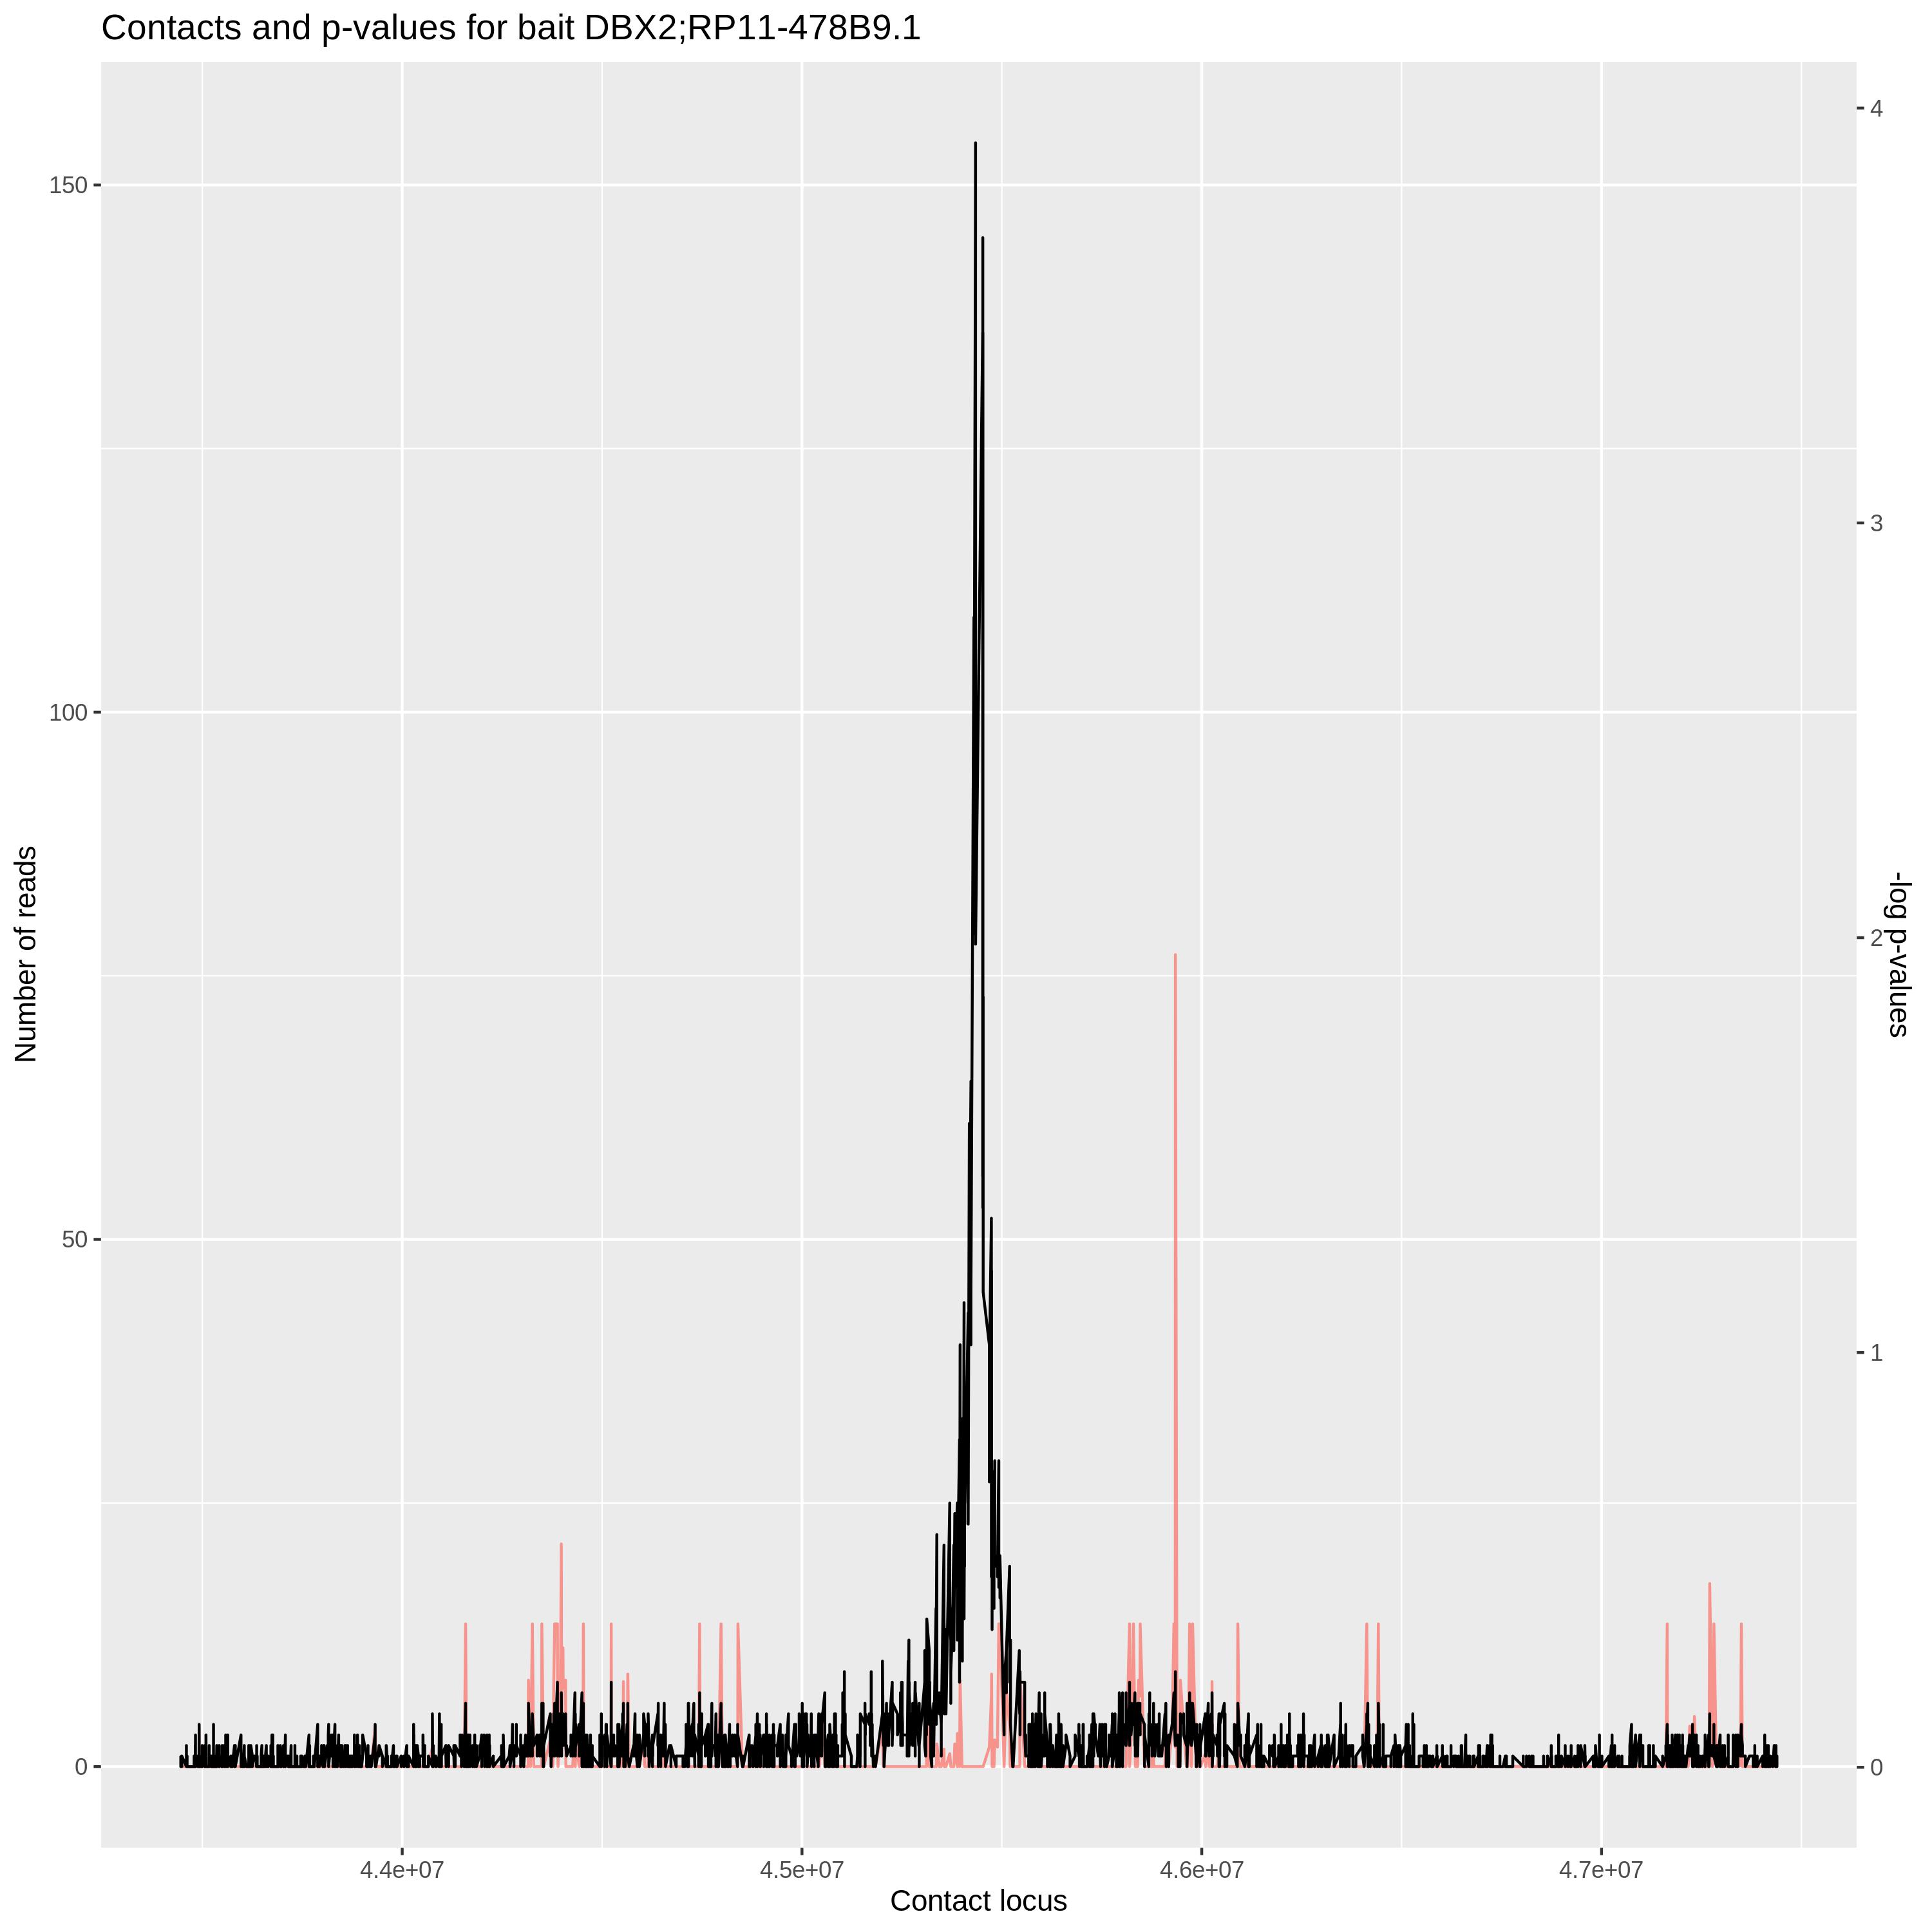 Contacts and p-values for bait DBX2;RP11-478B9.1
150
100
50
0
Number of reads
4
3
2
1
0
-log p-values
4.4e+07 4.5e+07 4.6e+07 4.7e+07
Contact locus